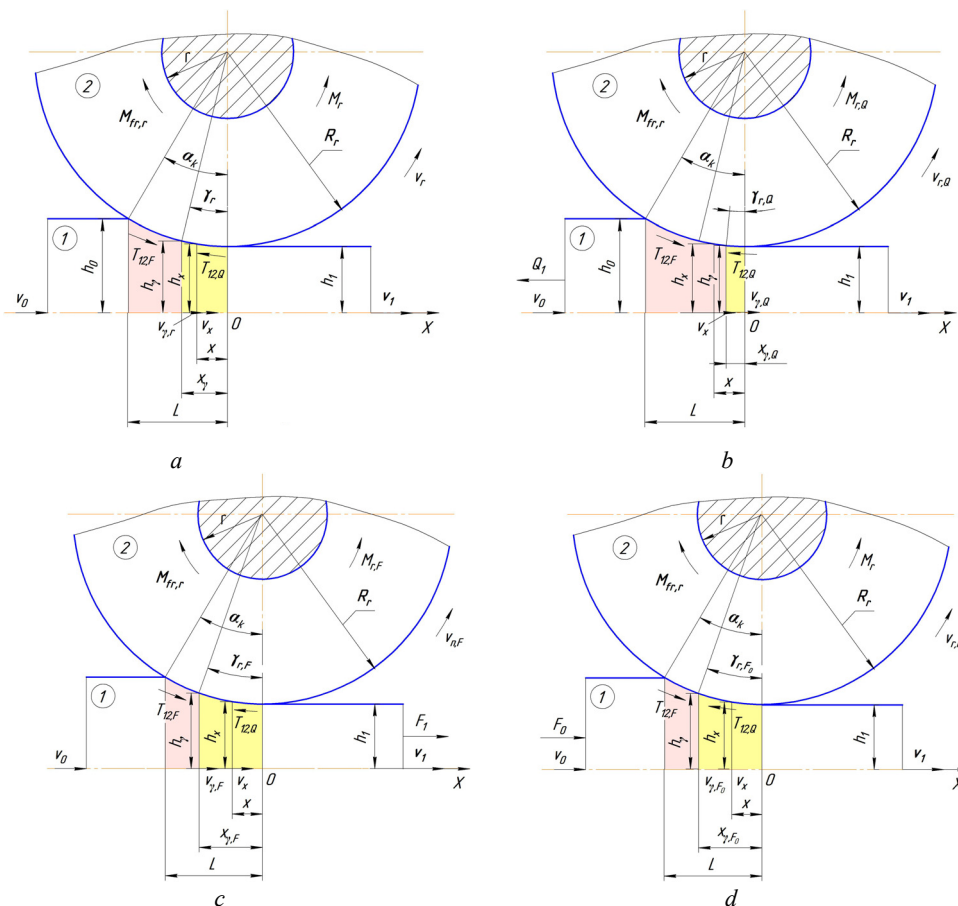 r
2
M_r
M_fr,r
R_r
α_k
v_r
γ_r
1
T_12,F
h_0
h_γ
h_x
T_12,Q
h_1
v_0
v_γ,r
v_x
0
v_1
X
x
x_γ
L
a
r
2
M_r,Q
M_fr,r
R_r
α_k
v_r,Q
γ_r,Q
1
Q_1
T_12,F
h_0
h_x
h_γ
T_12,Q
h_1
v_0
v_γ,Q
v_x
0
v_1
X
x_γ,Q
x
L
b
r
2
M_r,F
M_fr,r
R_r
α_k
v_n,F
γ_r,F
1
T_12,F
h_γ
h_x
T_12,Q
h_1
F_1
v_0
v_γ,F
v_x
0
v_1
X
x
x_γ,F
L
c
r
2
M_r
M_fr,r
R_r
α_k
γ_r,F_0
1
F_0
T_12,F
h_γ
h_x
T_12,Q
h_1
v_0
v_γ,F_0
v_x
0
v_1
x
x_γ,F_0
L
d